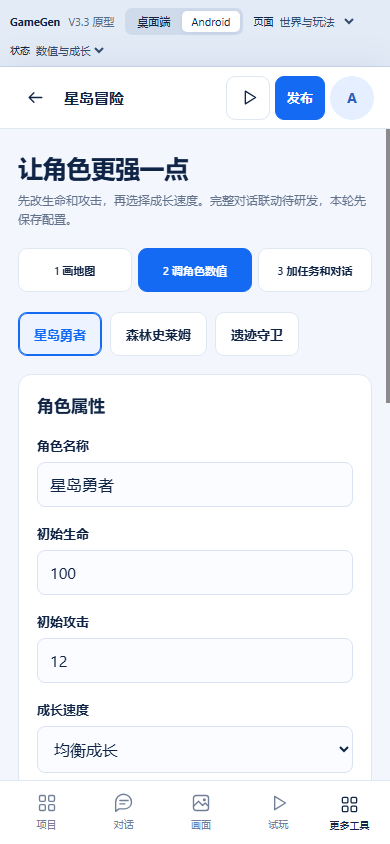 GameGen V3.3 原型 桌面端 Android 页面 世界与玩法
状态 数值与成长
星岛冒险 发布 A
让角色更强一点
先改生命和攻击，再选择成长速度。完整对话联动待研发，本轮先
保存配置。
1 画地图 2 调角色数值 3 加任务和对话
星岛勇者 森林史莱姆 遗迹守卫
角色属性
角色名称
星岛勇者
初始生命
100
初始攻击
12
成长速度
均衡成长
项目 对话 画面 试玩 更多工具